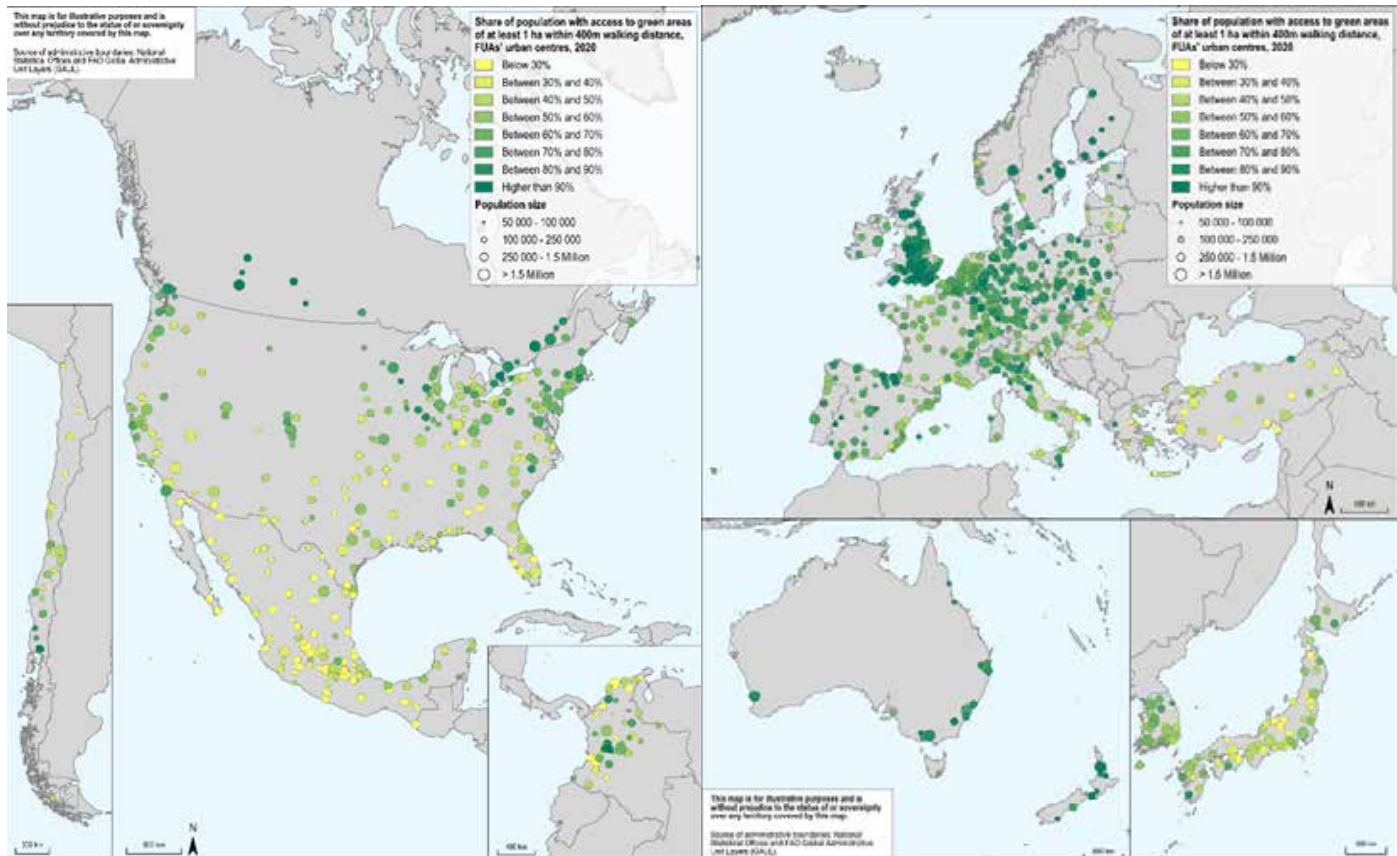 This map is for illustrative purposes and is
without prejudice to the status of or sovereignty
over any territory covered by this map.
Source of administrative boundaries: National
Statistical Offices and FAO Global Administrative
Unit Layers (GAUL).
Share of population with access to green areas
of at least 1 ha within 400m walking distance,
FUAs' urban centres, 2020
Below 30%
Between 30% and 40%
Between 40% and 50%
Between 50% and 60%
Between 60% and 70%
Between 70% and 80%
Between 80% and 90%
Higher than 90%
Population size
50 000 - 100 000
100 000 - 250 000
250 000 - 1.5 Million
> 1.5 Million
N
Share of population with access to green areas
of at least 1 ha within 400m walking distance,
FUAs' urban centres, 2020
Below 30%
Between 30% and 40%
Between 40% and 50%
Between 50% and 60%
Between 60% and 70%
Between 70% and 80%
Between 80% and 90%
Higher than 90%
Population size
50 000 - 100 000
100 000 - 250 000
250 000 - 1.5 Million
> 1.5 Million
N
This map is for illustrative purposes and is
without prejudice to the status of or sovereignty
over any territory covered by this map.
Source of administrative boundaries: National
Statistical Offices and FAO Global Administrative
Unit Layers (GAUL).